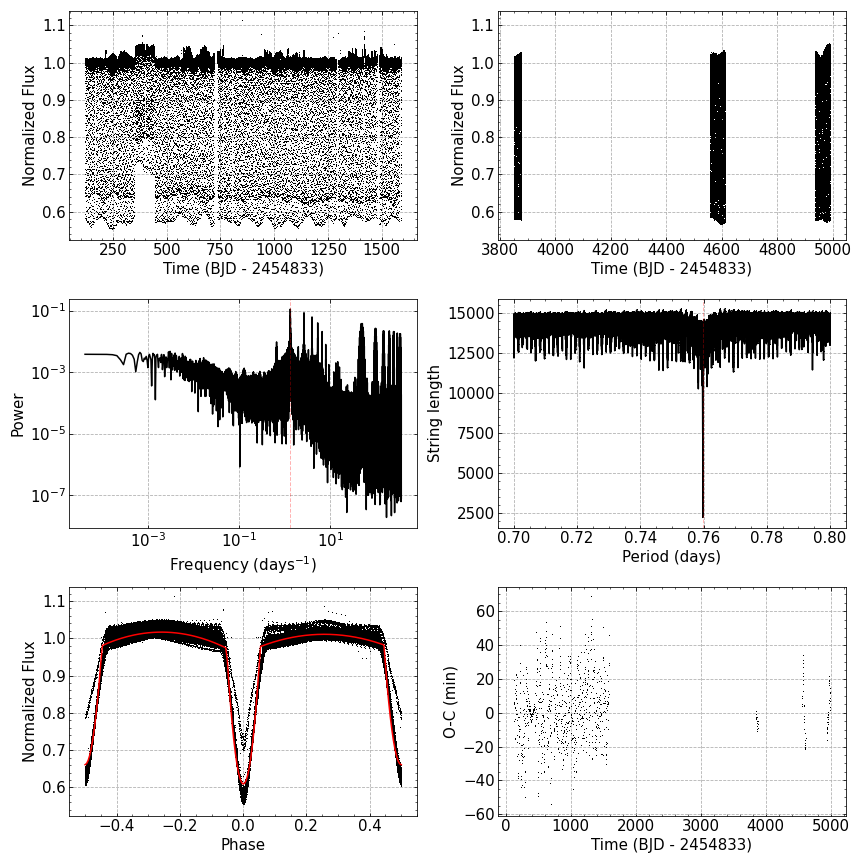 1.1
1.0
0.9
0.8
0.7
0.6
Normalized Flux
250 500 750 1000 1250 1500
Time (BJD - 2454833)
1.1
1.0
0.9
0.8
0.7
0.6
Normalized Flux
3800 4000 4200 4400 4600 4800 5000
Time (BJD - 2454833)
10⁻¹
10⁻³
10⁻⁵
10⁻⁷
Power
10⁻³ 10⁻¹ 10¹
Frequency (days⁻¹)
15000
12500
10000
7500
5000
2500
String length
0.70 0.72 0.74 0.76 0.78 0.80
Period (days)
1.1
1.0
0.9
0.8
0.7
0.6
Normalized Flux
−0.4 −0.2 0.0 0.2 0.4
Phase
60
40
20
0
−20
−40
−60
O-C (min)
0 1000 2000 3000 4000 5000
Time (BJD - 2454833)